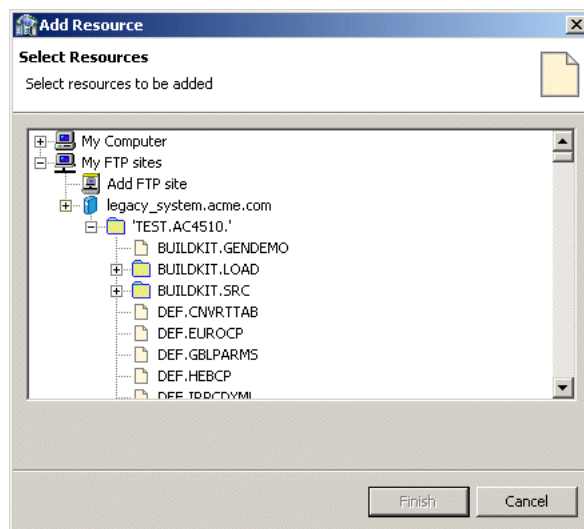 Add Resource
Select Resources
Select resources to be added
My Computer
My FTP sites
Add FTP site
legacy_system.acme.com
'TEST.AC4510.'
BUILDKIT.GENDEMO
BUILDKIT.LOAD
BUILDKIT.SRC
DEF.CNVRTTAB
DEF.EUROCP
DEF.GBLPARMS
DEF.HEBCP
Finish
Cancel